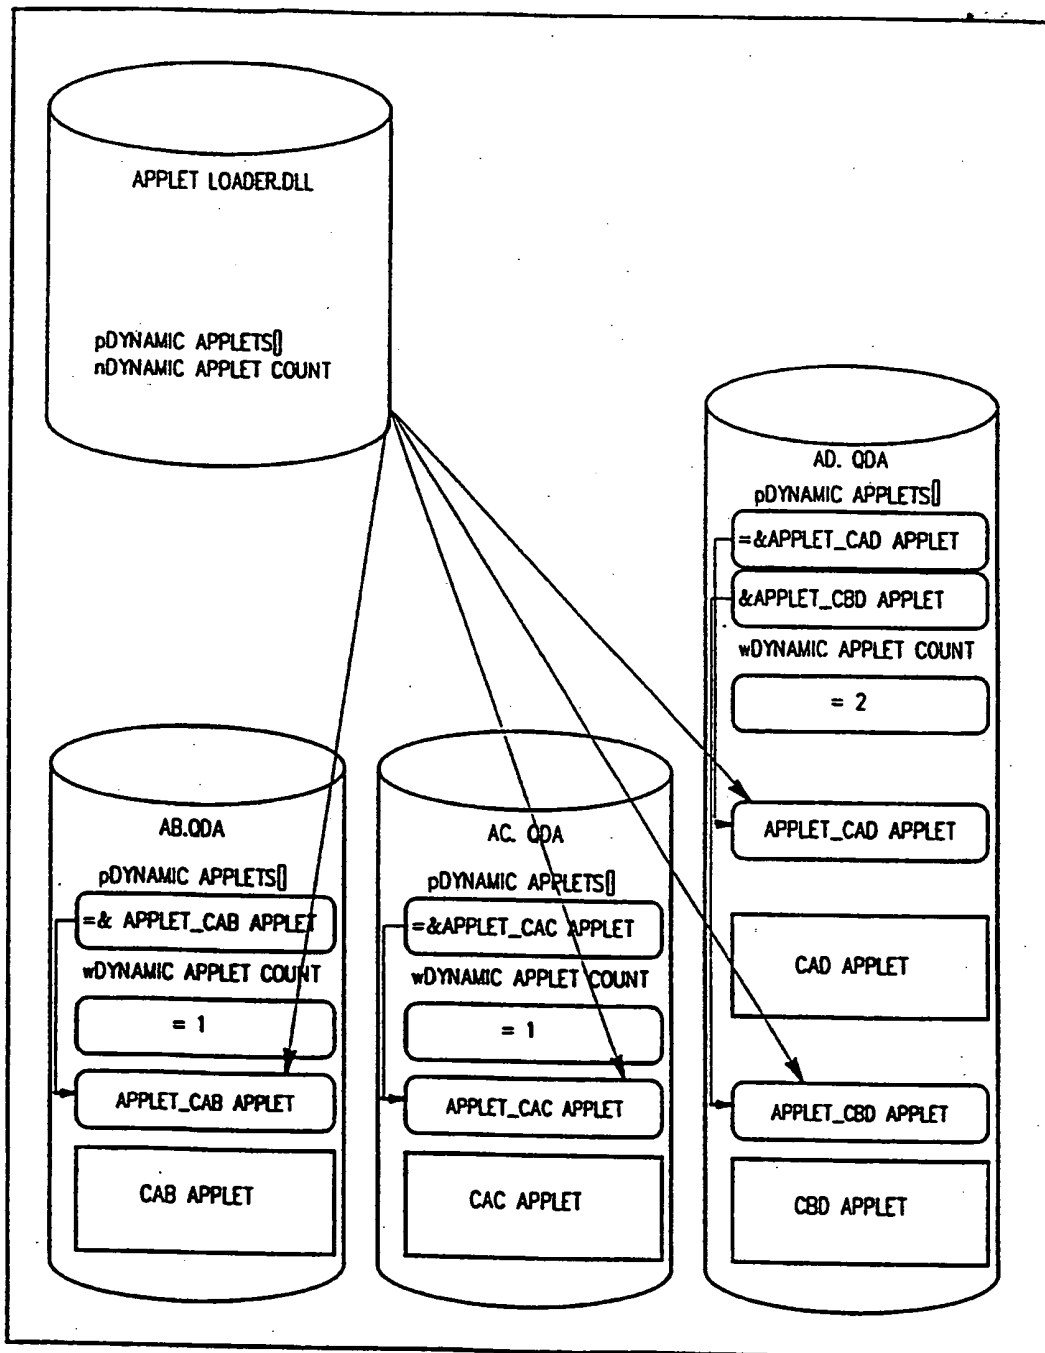 APPLET LOADER.DLL
pDYNAMIC APPLETS[]
nDYNAMIC APPLET COUNT
AD. QDA
pDYNAMIC APPLETS[]
=&APPLET_CAD APPLET
&APPLET_CBD APPLET
wDYNAMIC APPLET COUNT
= 2
APPLET_CAD APPLET
CAD APPLET
APPLET_CBD APPLET
CBD APPLET
AB.QDA
pDYNAMIC APPLETS[]
=& APPLET_CAB APPLET
wDYNAMIC APPLET COUNT
= 1
APPLET_CAB APPLET
CAB APPLET
AC. QDA
pDYNAMIC APPLETS[]
=&APPLET_CAC APPLET
wDYNAMIC APPLET COUNT
= 1
APPLET_CAC APPLET
CAC APPLET